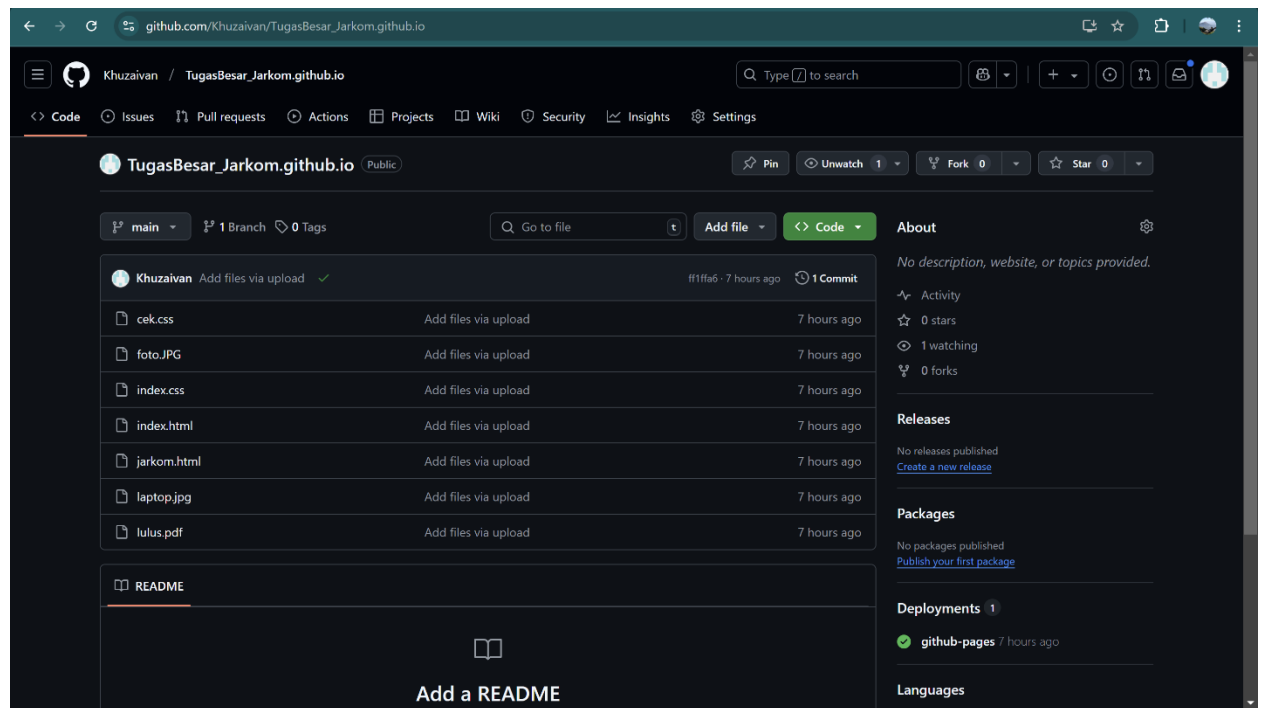 github.com/Khuzaivan/TugasBesar_Jarkom.github.io
Khuzaivan / TugasBesar_Jarkom.github.io
Type / to search
Code Issues Pull requests Actions Projects Wiki Security Insights Settings
TugasBesar_Jarkom.github.io Public
Pin Unwatch 1 Fork 0 Star 0
main 1 Branch 0 Tags Go to file t Add file Code
Khuzaivan Add files via upload ff1ffa6 · 7 hours ago 1 Commit
cek.css Add files via upload 7 hours ago
foto.JPG Add files via upload 7 hours ago
index.css Add files via upload 7 hours ago
index.html Add files via upload 7 hours ago
jarkom.html Add files via upload 7 hours ago
laptop.jpg Add files via upload 7 hours ago
lulus.pdf Add files via upload 7 hours ago
README
Add a README
About
No description, website, or topics provided.
Activity
0 stars
1 watching
0 forks
Releases
No releases published
Create a new release
Packages
No packages published
Publish your first package
Deployments 1
github-pages 7 hours ago
Languages